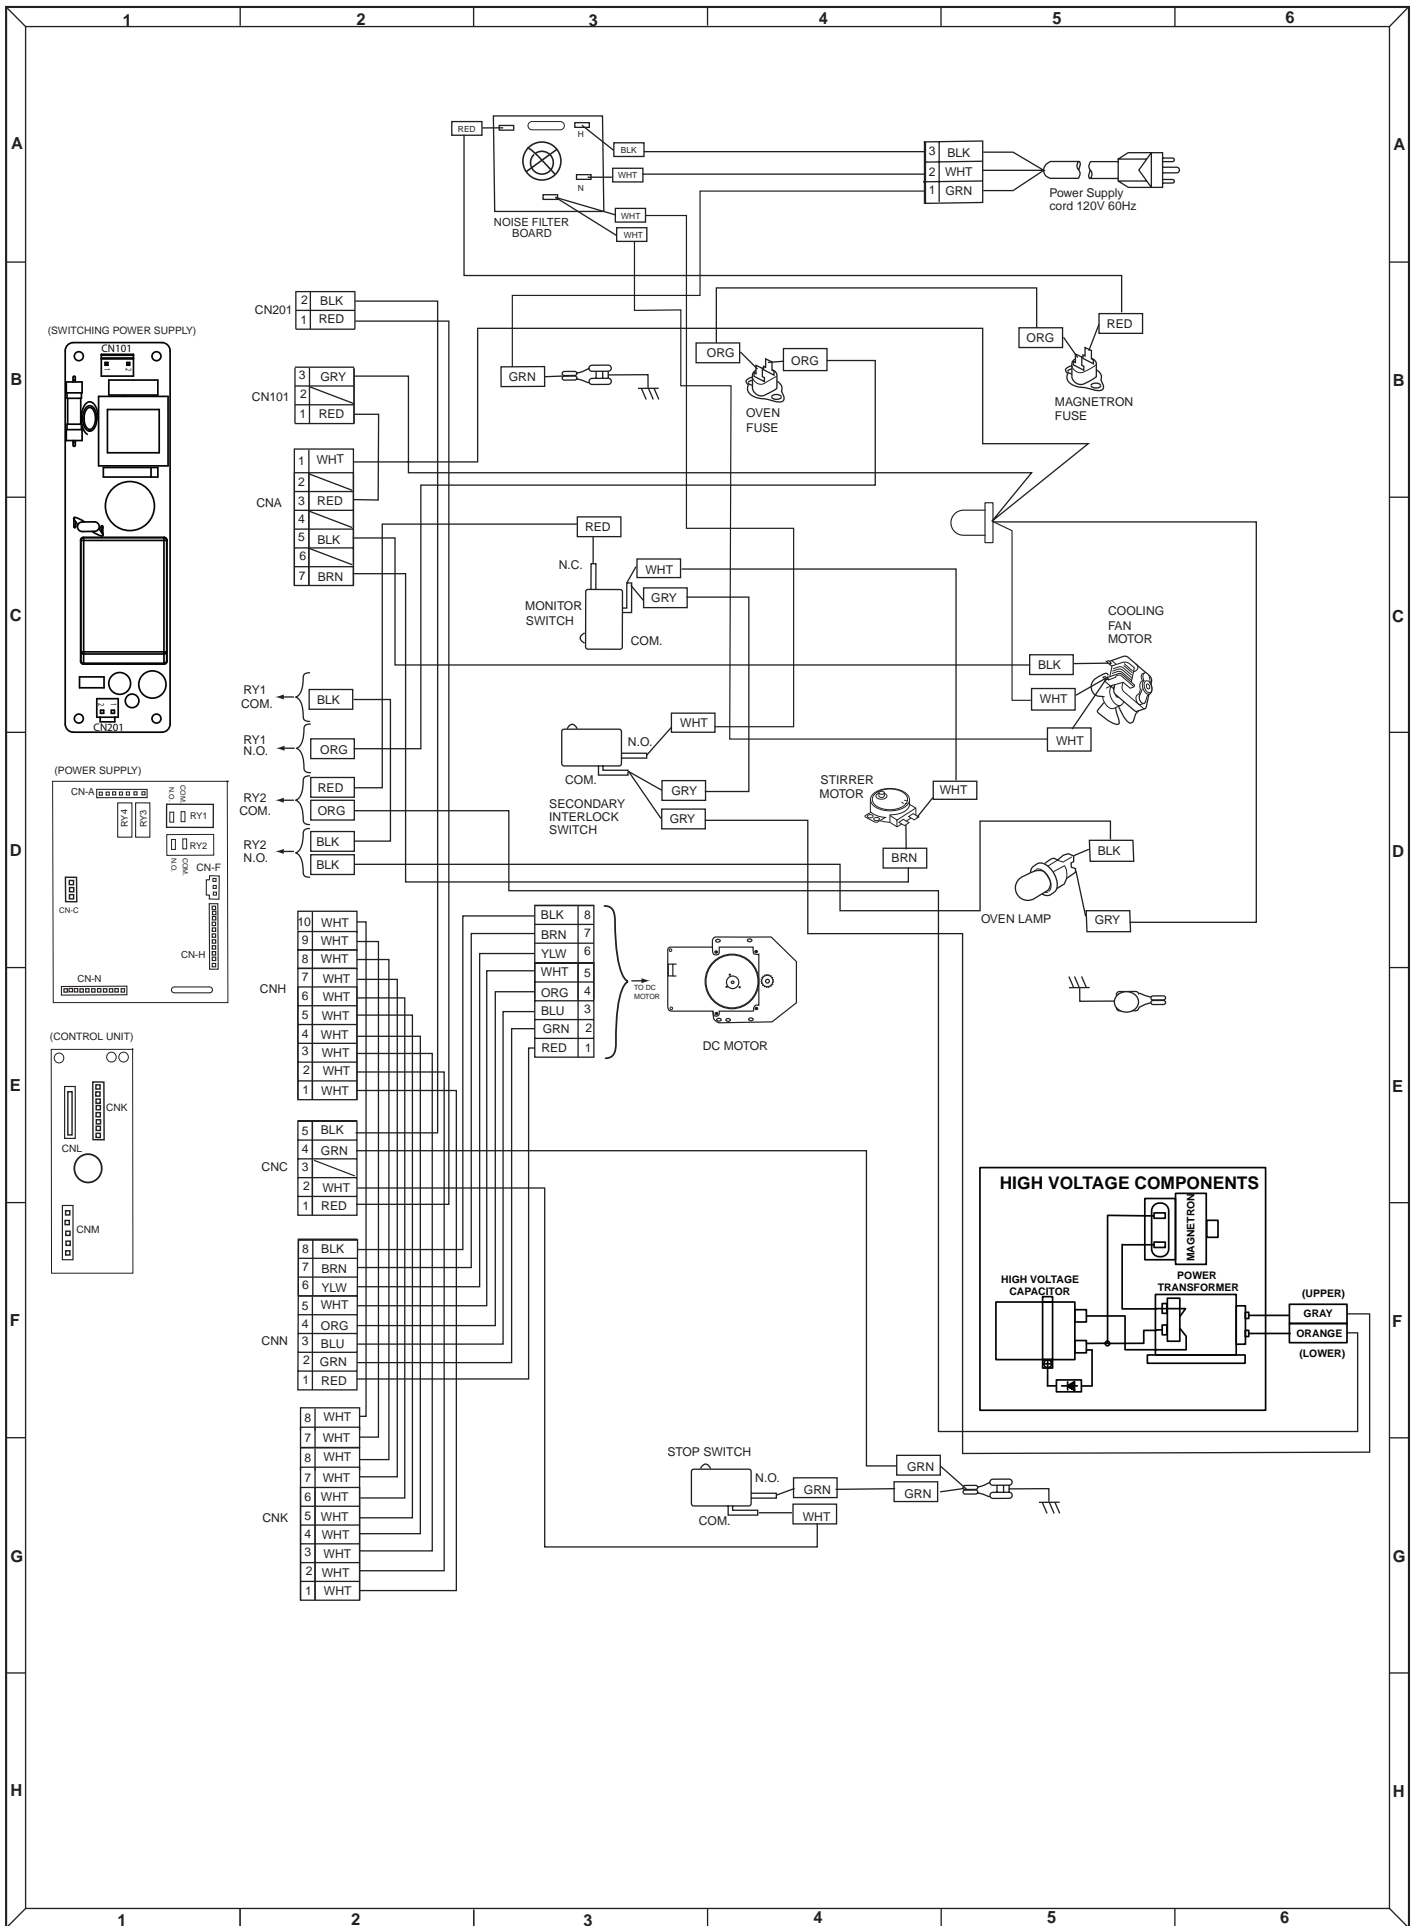 1 2 3 4 5 6
A A
RED
H
BLK
N
WHT
WHT
WHT
NOISE FILTER
BOARD
3 BLK
2 WHT
1 GRN
Power Supply
cord 120V 60Hz
B B
(SWITCHING POWER SUPPLY)
CN101
1 2
2 1
CN201
CN201
2 BLK
1 RED
CN101
3 GRY
2
1 RED
GRN
ORG
ORG
OVEN
FUSE
ORG
RED
MAGNETRON
FUSE
CNA
1 WHT
2
3 RED
4
5 BLK
6
7 BRN
C C
RED
N.C.
WHT
GRY
MONITOR
SWITCH
COM.
COOLING
FAN
MOTOR
BLK
WHT
WHT
RY1
COM.
BLK
RY1
N.O.
ORG
RY2
COM.
RED
ORG
RY2
N.O.
BLK
BLK
WHT
N.O.
COM.
GRY
GRY
SECONDARY
INTERLOCK
SWITCH
STIRRER
MOTOR
WHT
BRN
D D
BLK
OVEN LAMP
GRY
(POWER SUPPLY)
CN-A
N.O.
COM.
RY4
RY3
RY1
RY2
N.O.
COM.
CN-F
CN-C
CN-H
CN-N
CNH
10 WHT
9 WHT
8 WHT
7 WHT
6 WHT
5 WHT
4 WHT
3 WHT
2 WHT
1 WHT
BLK 8
BRN 7
YLW 6
WHT 5
ORG 4
BLU 3
GRN 2
RED 1
TO DC
MOTOR
DC MOTOR
(CONTROL UNIT)
CNK
CNL
CNM
E E
CNC
5 BLK
4 GRN
3
2 WHT
1 RED
HIGH VOLTAGE COMPONENTS
MAGNETRON
POWER
TRANSFORMER
HIGH VOLTAGE
CAPACITOR
(UPPER)
GRAY
ORANGE
(LOWER)
F F
CNN
8 BLK
7 BRN
6 YLW
5 WHT
4 ORG
3 BLU
2 GRN
1 RED
CNK
8 WHT
7 WHT
8 WHT
7 WHT
6 WHT
5 WHT
4 WHT
3 WHT
2 WHT
1 WHT
STOP SWITCH
N.O.
GRN
COM.
WHT
GRN
GRN
G G
H H
1 2 3 4 5 6